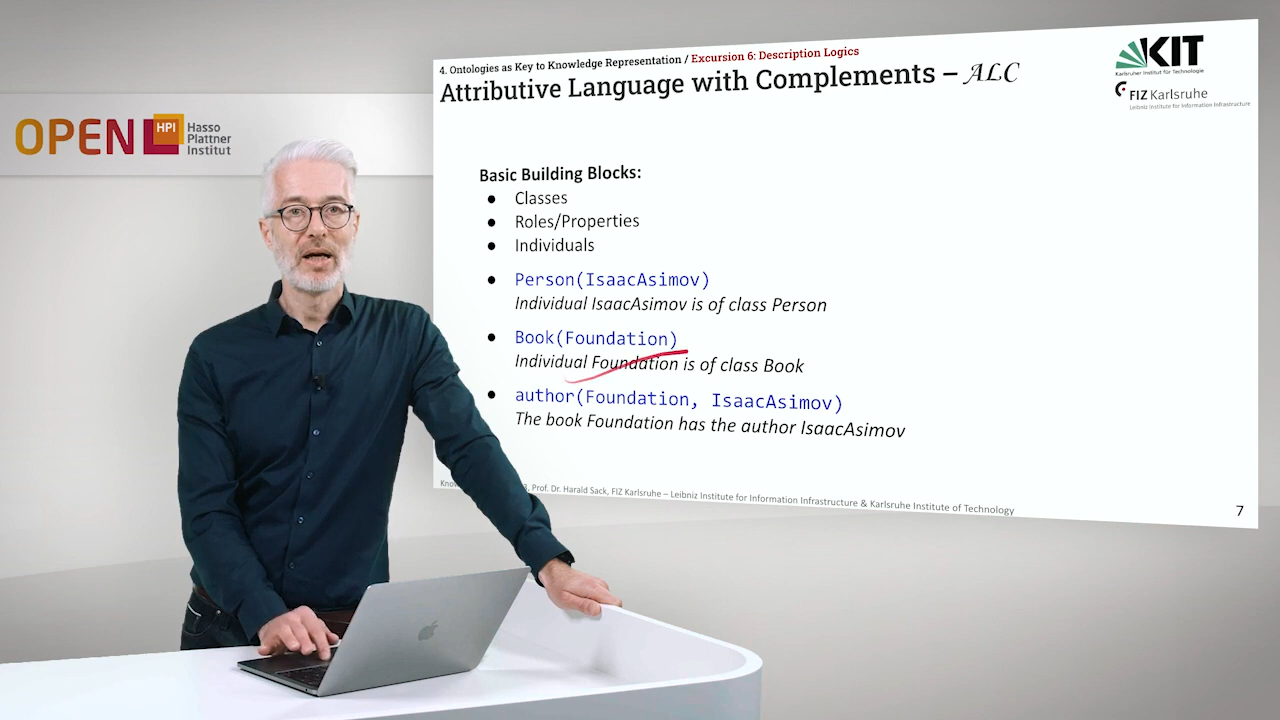 OPEN HPI Hasso
Plattner
Institut
4. Ontologies as Key to Knowledge Representation / Excursion 6: Description Logics
Attributive Language with Complements – ALC
KIT
Karlsruher Institut für Technologie
FIZ Karlsruhe
Leibniz Institute for Information Infrastructure
Basic Building Blocks:
● Classes
● Roles/Properties
● Individuals
● Person(IsaacAsimov)
Individual IsaacAsimov is of class Person
● Book(Foundation)
Individual Foundation is of class Book
● author(Foundation, IsaacAsimov)
The book Foundation has the author IsaacAsimov
Prof. Dr. Harald Sack, FIZ Karlsruhe – Leibniz Institute for Information Infrastructure & Karlsruhe Institute of Technology
7